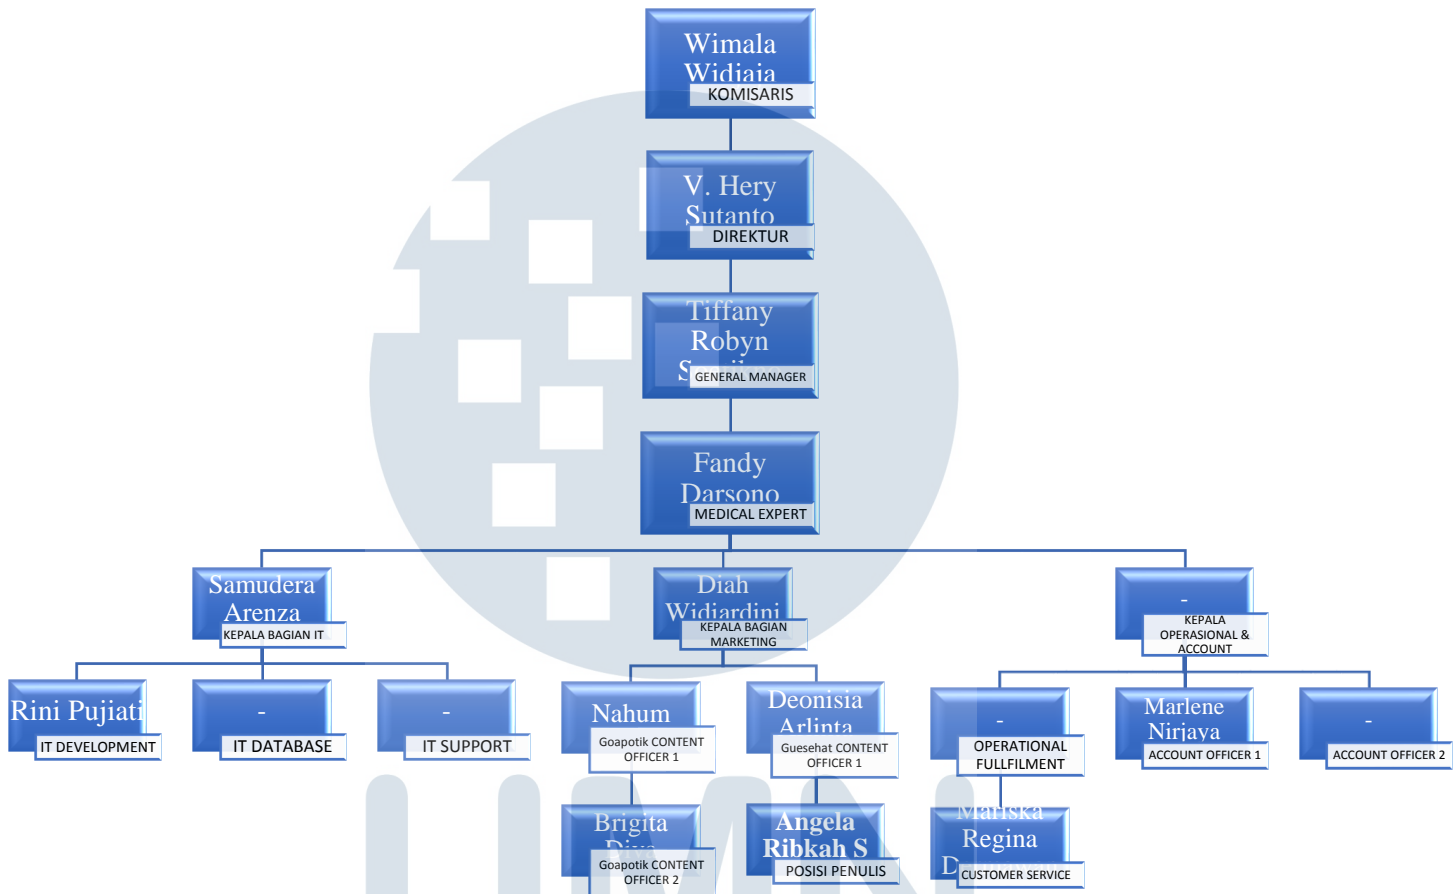 Wimala
Widjaja
KOMISARIS
V. Hery
Sutanto
DIREKTUR
Tiffany
Robyn
GENERAL MANAGER
Fandy
Darsono
MEDICAL EXPERT
Samudera
Arenza
KEPALA BAGIAN IT
Diah
Widiardini
KEPALA BAGIAN
MARKETING
-
KEPALA
OPERASIONAL &
ACCOUNT
Rini Pujiati
IT DEVELOPMENT
-
IT DATABASE
-
IT SUPPORT
Nahum
Goapotik CONTENT
OFFICER 1
Deonisia
Arlinta
Guesehat CONTENT
OFFICER 1
-
OPERATIONAL
FULLFILMENT
Marlene
Nirjaya
ACCOUNT OFFICER 1
-
ACCOUNT OFFICER 2
Brigita
Goapotik CONTENT
OFFICER 2
Angela
Ribkah S
POSISI PENULIS
Mariska
Regina
CUSTOMER SERVICE
UMN